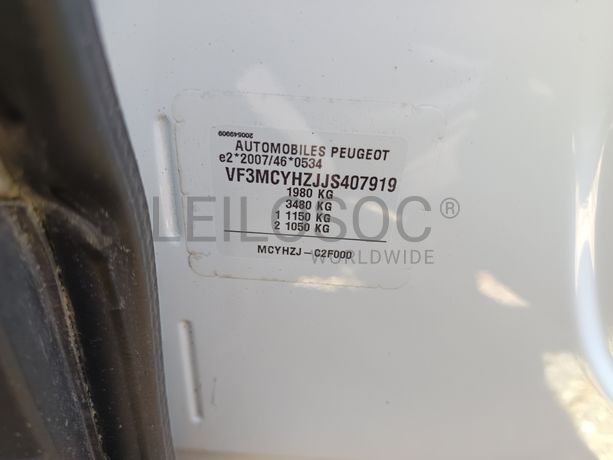 200549909
AUTOMOBILES PEUGEOT
e2*2007/46*0534
VF3MCYHZJJS407919
1980 KG
3480 KG
1 1150 KG
2 1050 KG
LEILOSOC®
WORLDWIDE
MCYHZJ - C2F000